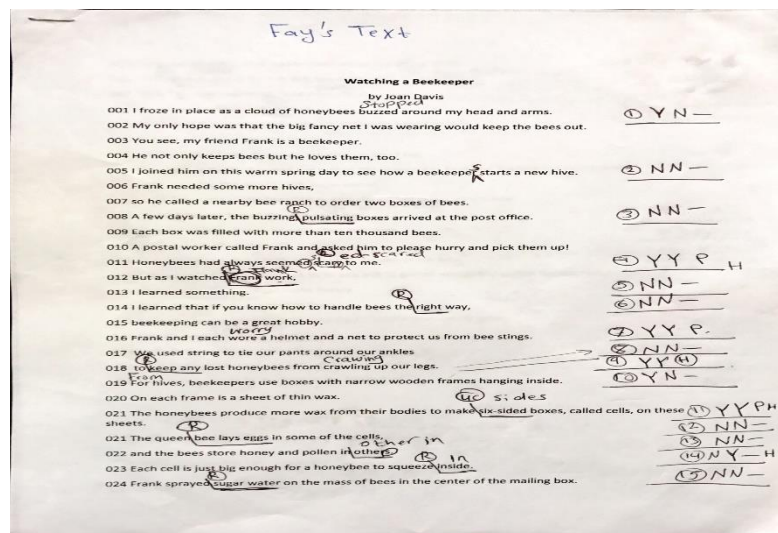 Fay's Text
Watching a Beekeeper
by Joan Davis
stopped
001 I froze in place as a cloud of honeybees buzzed around my head and arms. ① Y N —
002 My only hope was that the big fancy net I was wearing would keep the bees out.
003 You see, my friend Frank is a beekeeper.
004 He not only keeps bees but he loves them, too.
s
005 I joined him on this warm spring day to see how a beekeeper starts a new hive. ② N N —
006 Frank needed some more hives,
007 so he called a nearby bee ranch to order two boxes of bees.
R
008 A few days later, the buzzing, pulsating boxes arrived at the post office. ③ N N —
009 Each box was filled with more than ten thousand bees.
010 A postal worker called Frank and asked him to please hurry and pick them up!
ed scared
011 Honeybees had always seemed scary to me. ④ Y Y P H
012 But as I watched Frank work,
013 I learned something. ⑤ N N —
R
014 I learned that if you know how to handle bees the right way, ⑥ N N —
015 beekeeping can be a great hobby.
worry
016 Frank and I each wore a helmet and a net to protect us from bee stings. ⑦ Y Y P.
017 We used string to tie our pants around our ankles ⑧ N N —
R crawing
018 to keep any lost honeybees from crawling up our legs. ⑨ Y Y H
From
019 For hives, beekeepers use boxes with narrow wooden frames hanging inside. ⑩ Y N —
020 On each frame is a sheet of thin wax.
UC sides
021 The honeybees produce more wax from their bodies to make six-sided boxes, called cells, on these ⑪ Y Y P H
sheets. ⑫ N N —
R
021 The queen bee lays eggs in some of the cells, ⑬ N N —
other in
022 and the bees store honey and pollen in others. ⑭ N Y — H
R in
023 Each cell is just big enough for a honeybee to squeeze inside.
R
024 Frank sprayed sugar water on the mass of bees in the center of the mailing box. ⑮ N N —